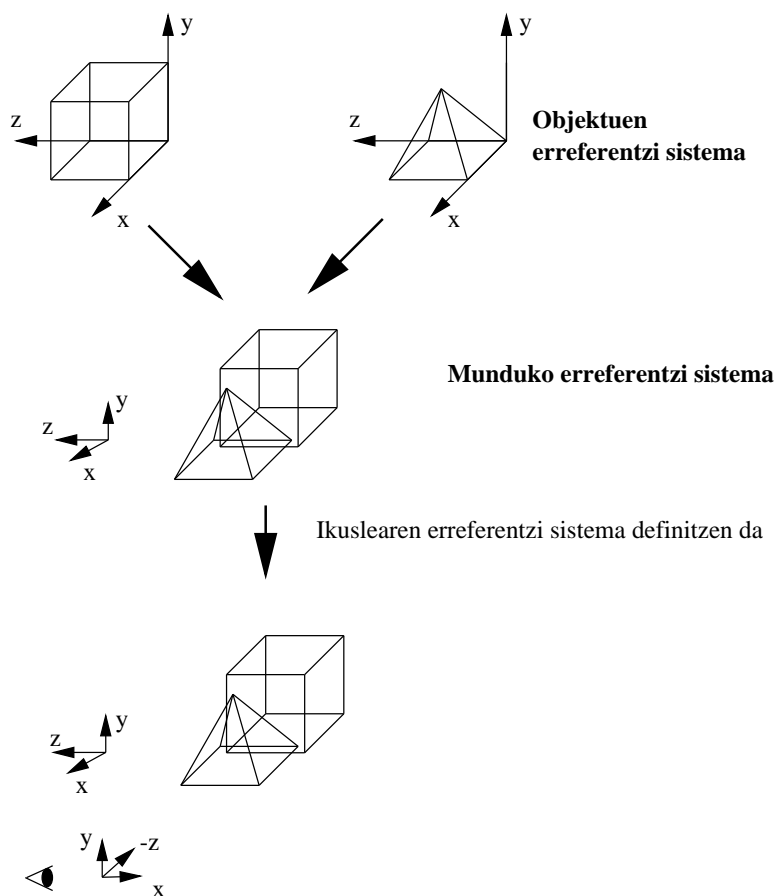 y
y
z
z
Objektuen
erreferentzi sistema
x
x
Munduko erreferentzi sistema
y
z
x
Ikuslearen erreferentzi sistema definitzen da
y
z
x
y
-z
x